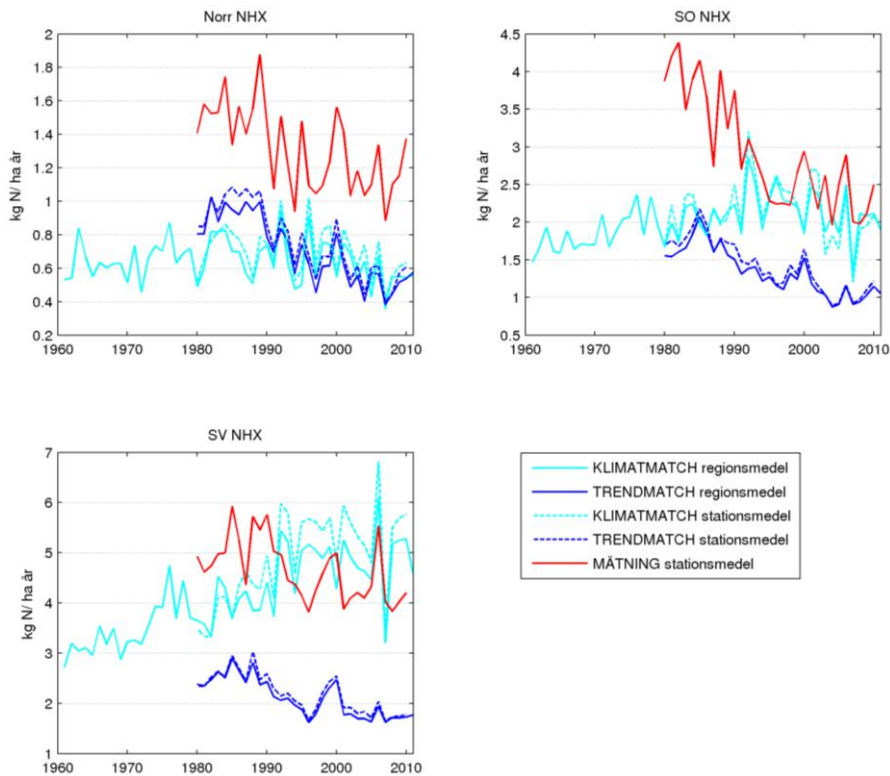 Norr NHX
2
1.8
1.6
1.4
1.2
1
0.8
0.6
0.4
0.2
kg N/ ha år
1960 1970 1980 1990 2000 2010
SO NHX
4.5
4
3.5
3
2.5
2
1.5
1
0.5
kg N/ ha år
1960 1970 1980 1990 2000 2010
SV NHX
7
6
5
4
3
2
1
kg N/ ha år
1960 1970 1980 1990 2000 2010
KLIMATMATCH regionsmedel
TRENDMATCH regionsmedel
KLIMATMATCH stationsmedel
TRENDMATCH stationsmedel
MÄTNING stationsmedel